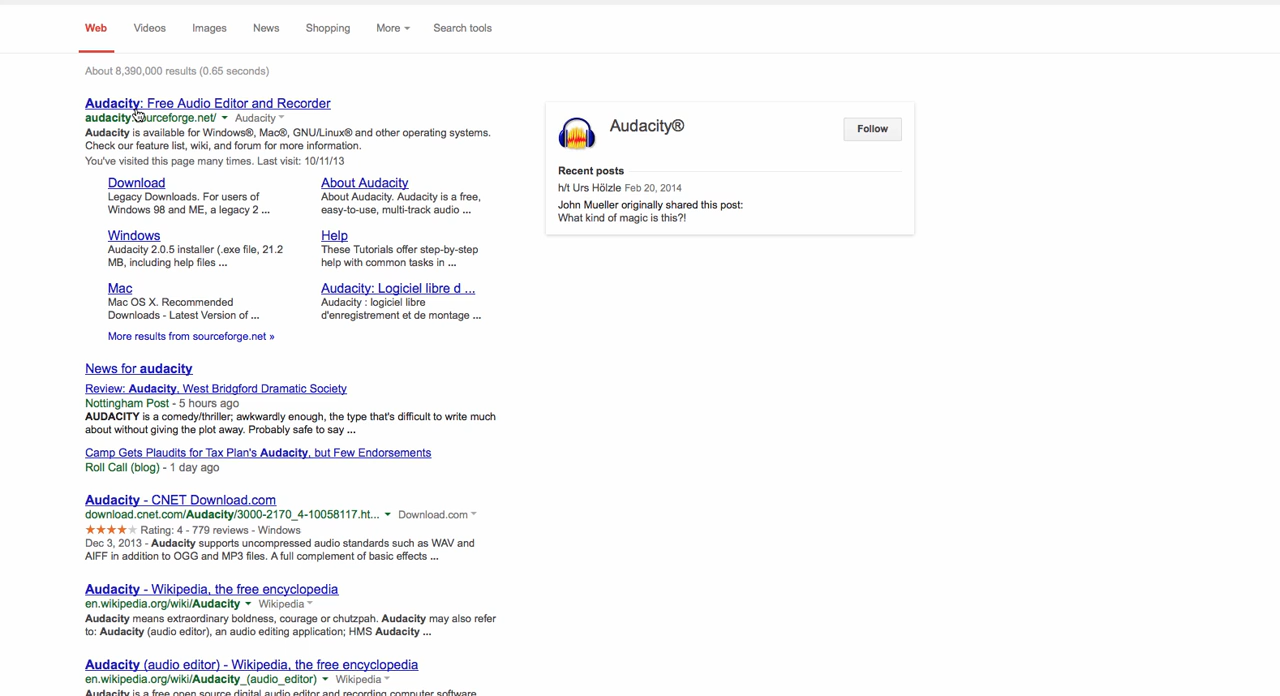 Web Videos Images News Shopping More Search tools
About 8,390,000 results (0.65 seconds)
Audacity: Free Audio Editor and Recorder
audacity.sourceforge.net/ Audacity
Audacity is available for Windows®, Mac®, GNU/Linux® and other operating systems.
Check our feature list, wiki, and forum for more information.
You've visited this page many times. Last visit: 10/11/13
Download
Legacy Downloads. For users of
Windows 98 and ME, a legacy 2 ...
About Audacity
About Audacity. Audacity is a free,
easy-to-use, multi-track audio ...
Windows
Audacity 2.0.5 installer (.exe file, 21.2
MB, including help files ...
Help
These Tutorials offer step-by-step
help with common tasks in ...
Mac
Mac OS X. Recommended
Downloads - Latest Version of ...
Audacity: Logiciel libre d ...
Audacity : logiciel libre
d'enregistrement et de montage ...
More results from sourceforge.net »
News for audacity
Review: Audacity, West Bridgford Dramatic Society
Nottingham Post - 5 hours ago
AUDACITY is a comedy/thriller; awkwardly enough, the type that's difficult to write much
about without giving the plot away. Probably safe to say ...
Camp Gets Plaudits for Tax Plan's Audacity, but Few Endorsements
Roll Call (blog) - 1 day ago
Audacity - CNET Download.com
download.cnet.com/Audacity/3000-2170_4-10058117.ht... Download.com
Rating: 4 - 779 reviews - Windows
Dec 3, 2013 - Audacity supports uncompressed audio standards such as WAV and
AIFF in addition to OGG and MP3 files. A full complement of basic effects ...
Audacity - Wikipedia, the free encyclopedia
en.wikipedia.org/wiki/Audacity Wikipedia
Audacity means extraordinary boldness, courage or chutzpah. Audacity may also refer
to: Audacity (audio editor), an audio editing application; HMS Audacity ...
Audacity (audio editor) - Wikipedia, the free encyclopedia
en.wikipedia.org/wiki/Audacity_(audio_editor) Wikipedia
Audacity is a free open source digital audio editor and recording computer software
Audacity®
Follow
Recent posts
h/t Urs Hölzle Feb 20, 2014
John Mueller originally shared this post:
What kind of magic is this?!